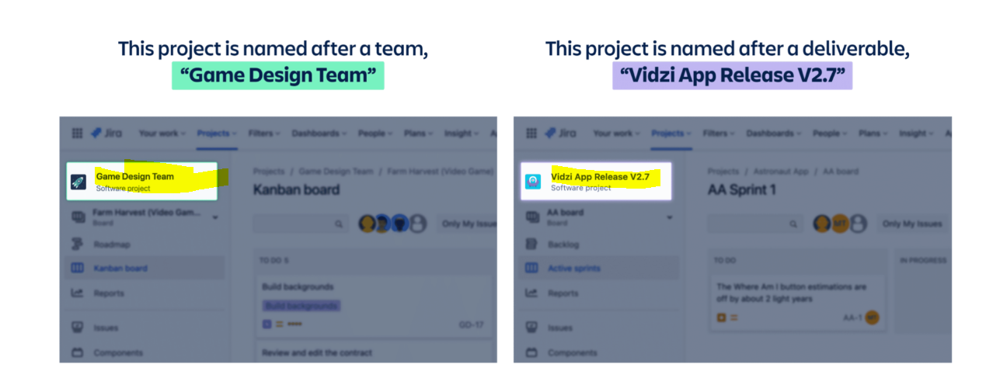 This project is named after a team,
“Game Design Team”
This project is named after a deliverable,
“Vidzi App Release V2.7”
Jira Your work Projects Filters Dashboards People Plans Insight A
Game Design Team
Software project
Farm Harvest (Video Gam...
Board
Roadmap
Kanban board
Reports
Issues
Components
Projects / Game Design Team / Farm Harvest (Video Game)
Kanban board
Only My Issue
TO DO 5
Build backgrounds
Build backgrounds
GD-17
Review and edit the contract
Jira Your work Projects Filters Dashboards People Plans Insight A
Vidzi App Release V2.7
Software project
AA board
Board
Backlog
Active sprints
Reports
Issues
Components
Projects / Astronaut App / AA board
AA Sprint 1
MT
Only My Issues
TO DO
IN PROGRESS
The Where Am I button estimations are
off by about 2 light years
AA-1 MT